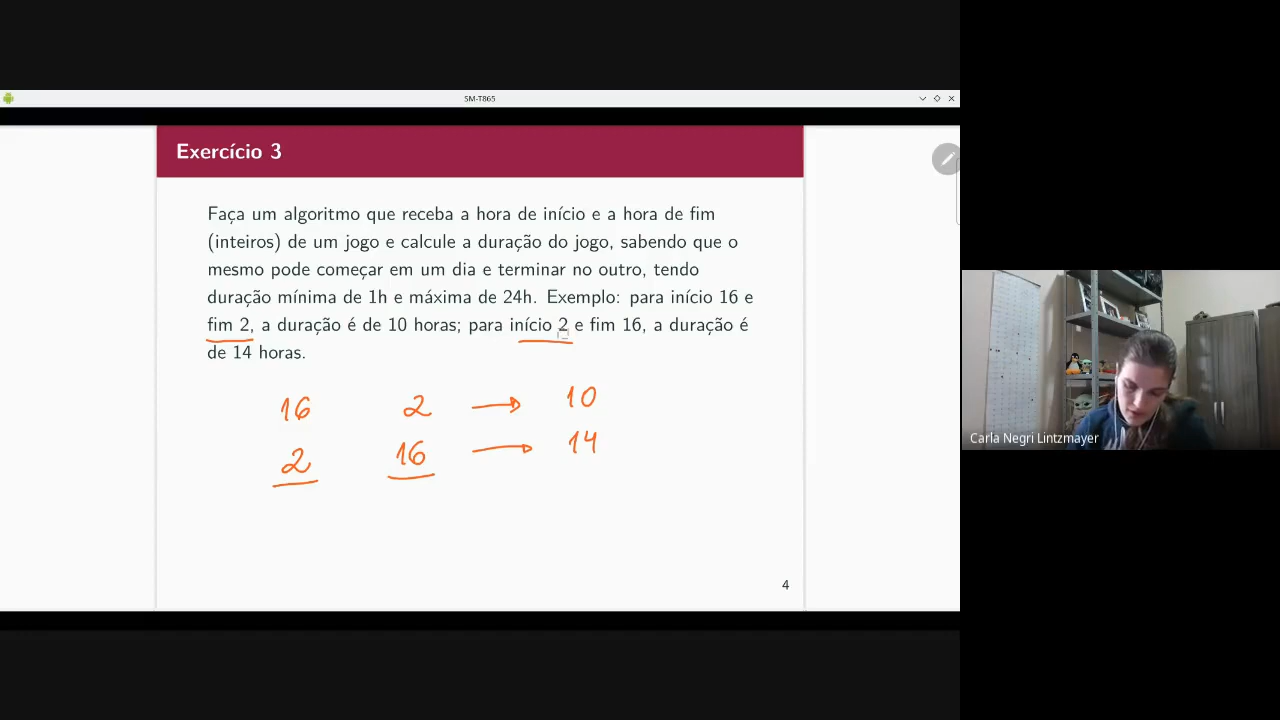 SM-T865
Exercício 3
Faça um algoritmo que receba a hora de início e a hora de fim
(inteiros) de um jogo e calcule a duração do jogo, sabendo que o
mesmo pode começar em um dia e terminar no outro, tendo
duração mínima de 1h e máxima de 24h. Exemplo: para início 16 e
fim 2, a duração é de 10 horas; para início 2 e fim 16, a duração é
de 14 horas.
16 2 → 10
2 16 → 14
4
Carla Negri Lintzmayer